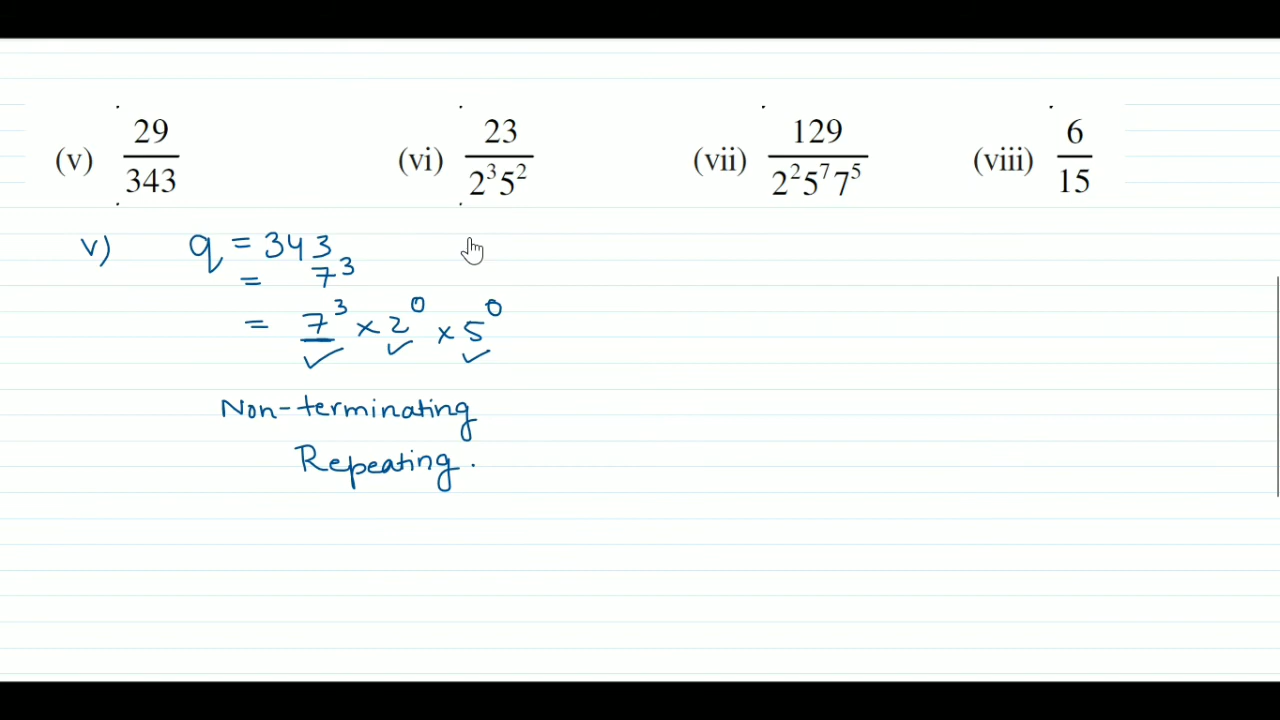 (v) 29/343 (vi) 23/2³5² (vii) 129/2²5⁷7⁵ (viii) 6/15
v) q = 343
= 7³
= 7³ × 2⁰ × 5⁰
Non-terminating
Repeating.